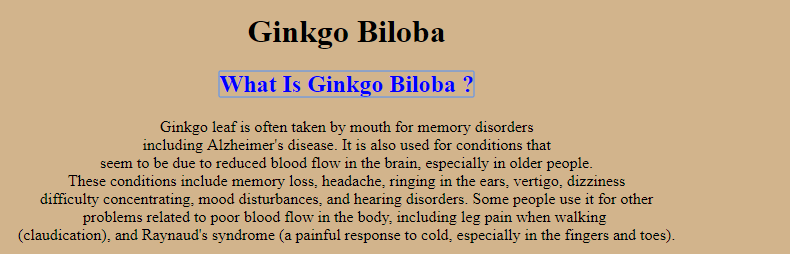 Ginkgo Biloba
What Is Ginkgo Biloba ?
Ginkgo leaf is often taken by mouth for memory disorders
including Alzheimer's disease. It is also used for conditions that
seem to be due to reduced blood flow in the brain, especially in older people.
These conditions include memory loss, headache, ringing in the ears, vertigo, dizziness
difficulty concentrating, mood disturbances, and hearing disorders. Some people use it for other
problems related to poor blood flow in the body, including leg pain when walking
(claudication), and Raynaud's syndrome (a painful response to cold, especially in the fingers and toes).